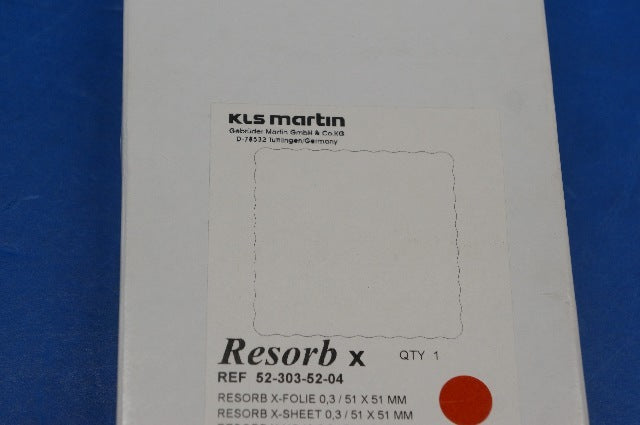 KLS martin
Gebrüder Martin GmbH & Co.KG
D-78532 Tuttlingen/Germany
Resorb x QTY 1
REF 52-303-52-04
RESORB X-FOLIE 0,3 / 51 X 51 MM
RESORB X-SHEET 0,3 / 51 X 51 MM